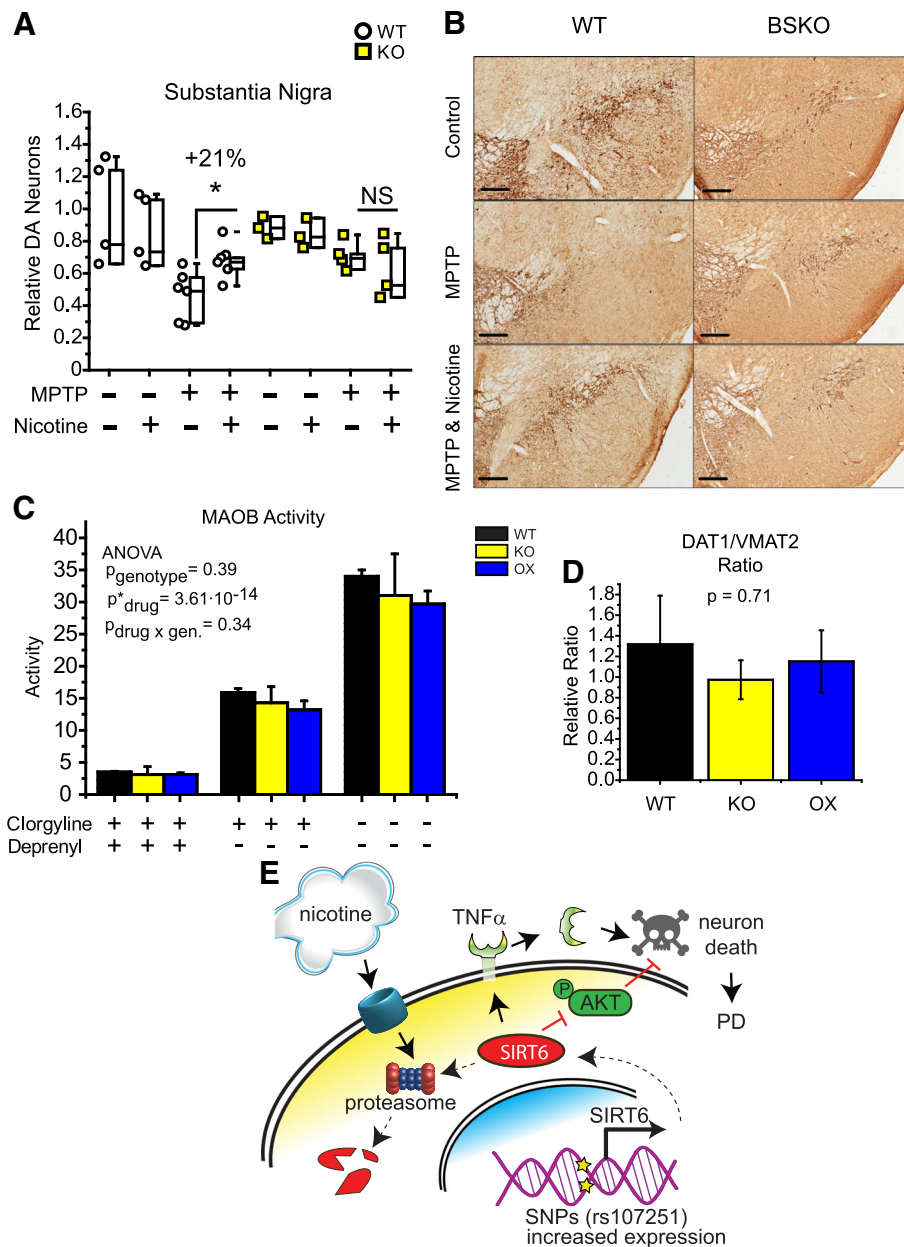 A
WT
KO
Substantia Nigra
Relative DA Neurons
1.6
1.4
1.2
1.0
0.8
0.6
0.4
0.2
0
+21%
*
NS
MPTP - - + + - - + +
Nicotine - + - + - + - +
B
WT
BSKO
Control
MPTP
MPTP & Nicotine
C
MAOB Activity
ANOVA
pgenotype = 0.39
p*drug = 3.61·10-14
pdrug x gen. = 0.34
WT
KO
OX
Activity
40
35
30
25
20
15
10
5
0
Clorgyline + + + + + + - - -
Deprenyl + + + - - - - - -
D
DAT1/VMAT2
Ratio
p = 0.71
Relative Ratio
1.8
1.6
1.4
1.2
1.0
0.8
0.6
0.4
0.2
0.0
WT
KO
OX
E
nicotine
TNFα
neuron
death
P
AKT
PD
SIRT6
proteasome
SIRT6
SNPs (rs107251)
increased expression